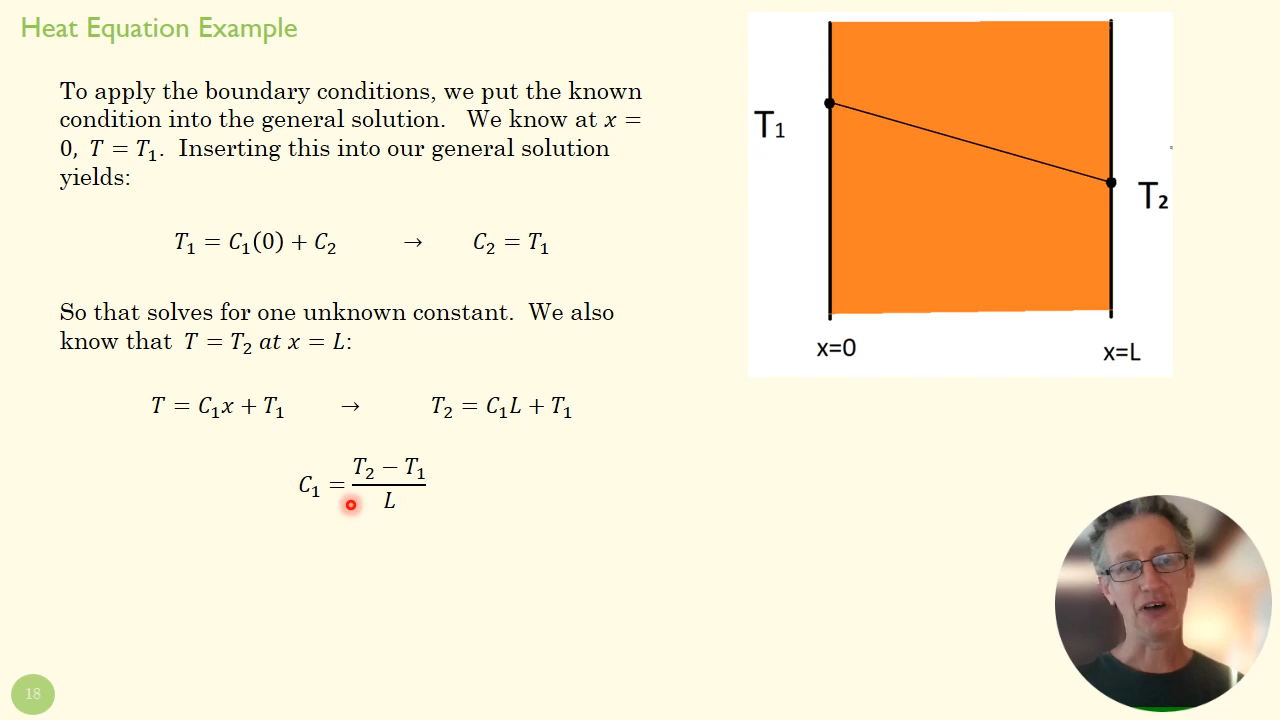 Heat Equation Example
To apply the boundary conditions, we put the known
condition into the general solution.   We know at 𝑥 =
0,  𝑇 = 𝑇₁.  Inserting this into our general solution
yields:
𝑇₁ = 𝐶₁(0) + 𝐶₂ → 𝐶₂ = 𝑇₁
So that solves for one unknown constant.  We also
know that  𝑇 = 𝑇₂ 𝑎𝑡 𝑥 = 𝐿:
𝑇 = 𝐶₁𝑥 + 𝑇₁ → 𝑇₂ = 𝐶₁𝐿 + 𝑇₁
𝐶₁ = (𝑇₂ − 𝑇₁)/𝐿
T₁
T₂
x=0
x=L
18